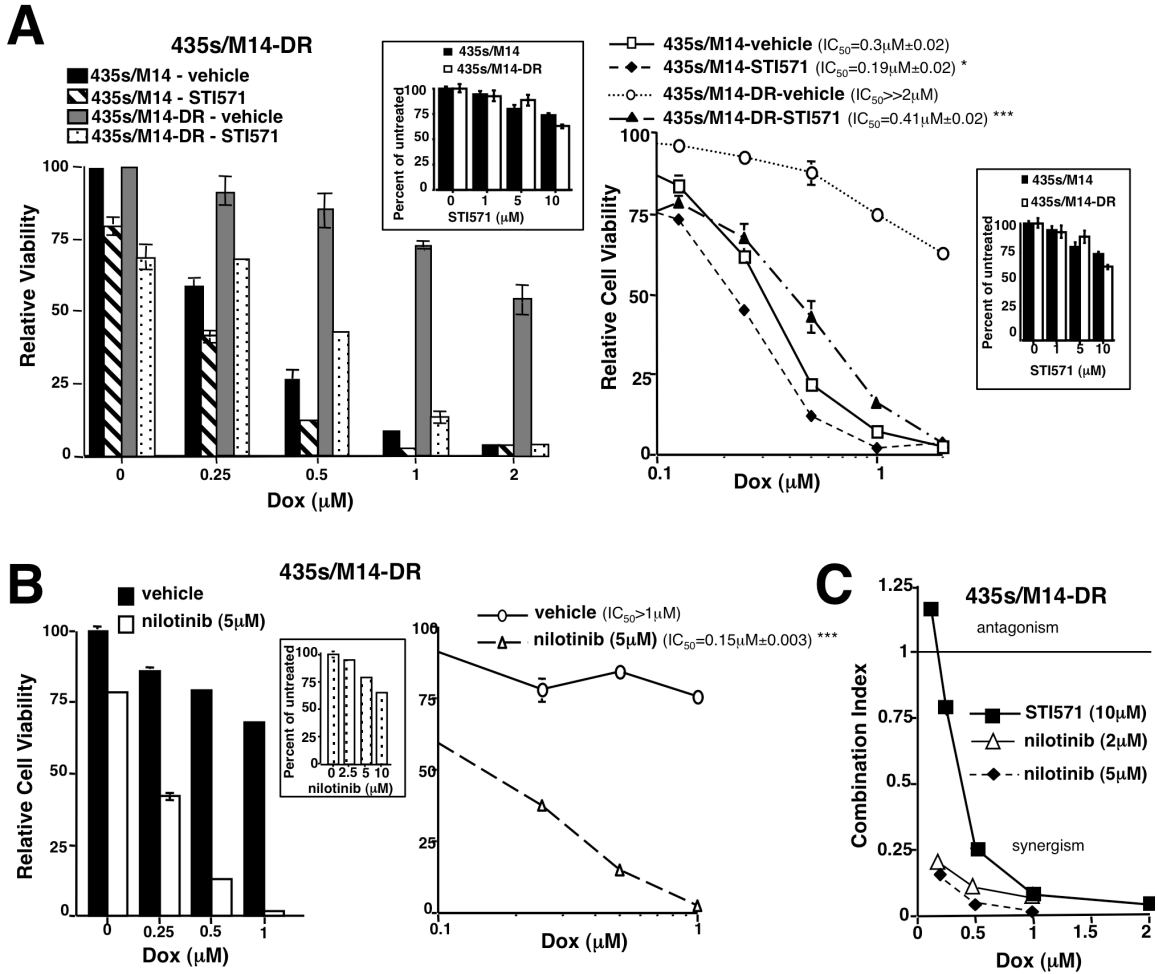 A
435s/M14-DR
435s/M14 - vehicle
435s/M14 - STI571
435s/M14-DR - vehicle
435s/M14-DR - STI571
Relative Viability
100
75
50
25
0
0 0.25 0.5 1 2
Dox (μM)
435s/M14
435s/M14-DR
Percent of untreated
100
75
50
25
0
0 1 5 10
STI571 (μM)
435s/M14-vehicle (IC50=0.3μM±0.02)
435s/M14-STI571 (IC50=0.19μM±0.02) *
435s/M14-DR-vehicle (IC50>>2μM)
435s/M14-DR-STI571 (IC50=0.41μM±0.02) ***
Relative Cell Viability
100
75
50
25
0
0.1 1
Dox (μM)
435s/M14
435s/M14-DR
Percent of untreated
100
75
50
25
0
0 1 5 10
STI571 (μM)
B
435s/M14-DR
vehicle
nilotinib (5μM)
Relative Cell Viability
100
75
50
25
0
0 0.25 0.5 1
Dox (μM)
Percent of untreated
100
75
50
25
0
0 2.5 5 10
nilotinib (μM)
vehicle (IC50>1μM)
nilotinib (5μM) (IC50=0.15μM±0.003) ***
100
75
50
25
0
0.1 1
Dox (μM)
C
435s/M14-DR
antagonism
STI571 (10μM)
nilotinib (2μM)
nilotinib (5μM)
synergism
Combination Index
1.25
1
0.75
0.5
0.25
0
0 0.5 1 1.5 2
Dox (μM)